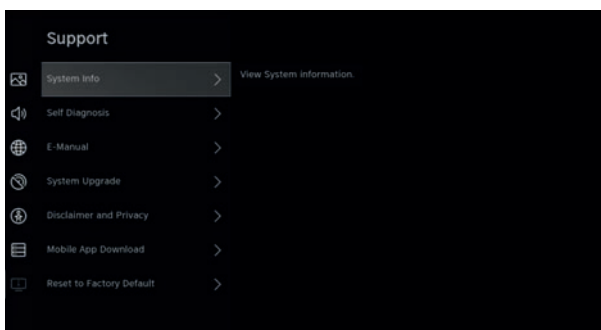 Support
System Info
View System information.
Self Diagnosis
E-Manual
System Upgrade
Disclaimer and Privacy
Mobile App Download
Reset to Factory Default